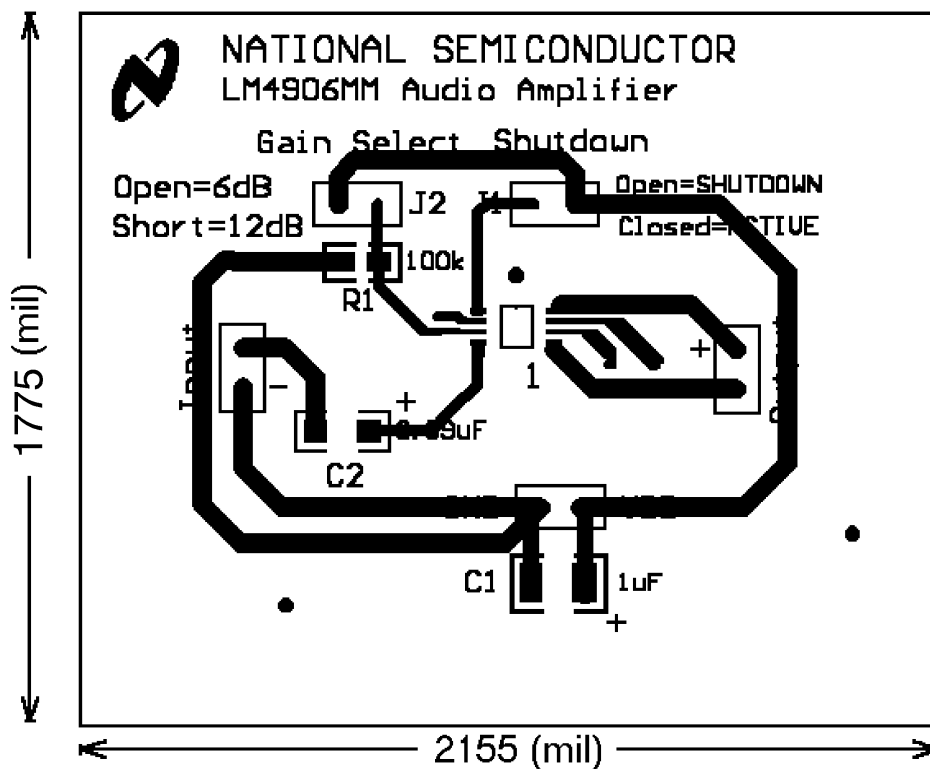 NATIONAL SEMICONDUCTOR
LM4906MM Audio Amplifier
Gain Select
Shutdown
Open=6dB
Short=12dB
J2
J1
Open=SHUTDOWN
100k
R1
+
1
-
+
C2
C1
1uF
+
1775 (mil)
2155 (mil)